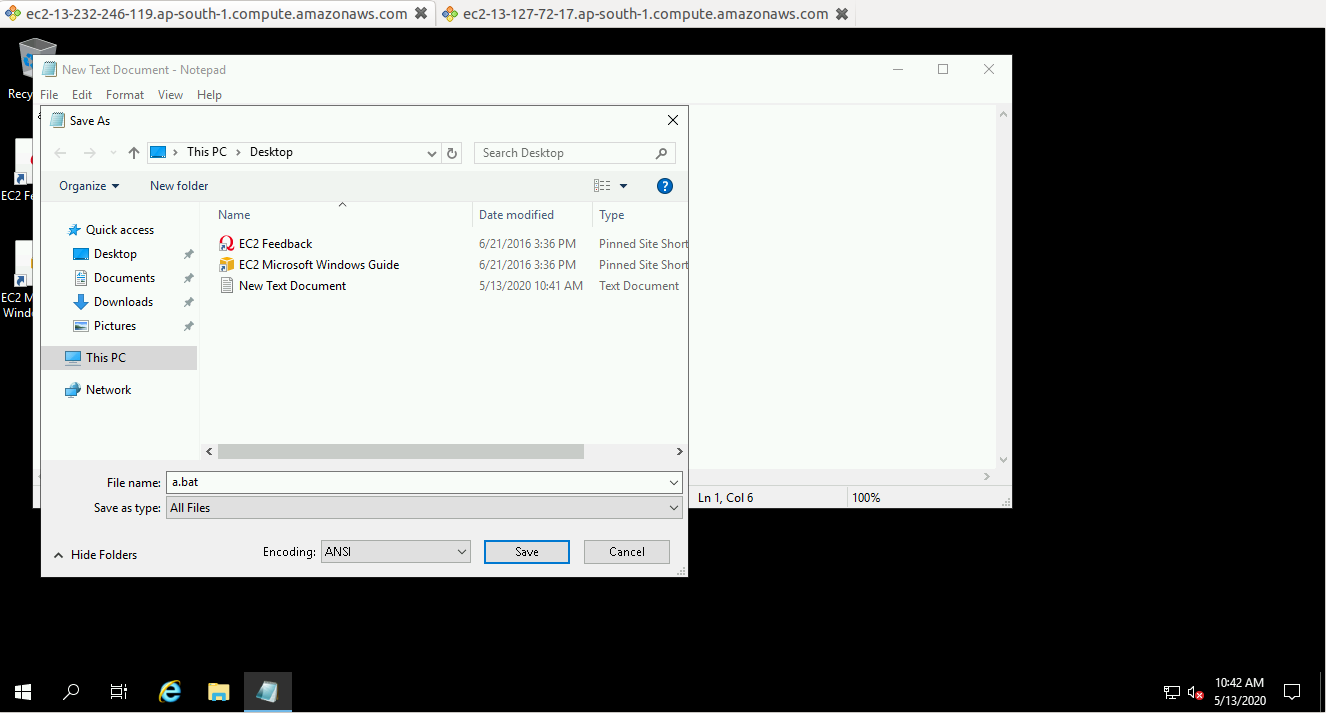 ec2-13-232-246-119.ap-south-1.compute.amazonaws.com ec2-13-127-72-17.ap-south-1.compute.amazonaws.com
New Text Document - Notepad
File Edit Format View Help
Save As
This PC > Desktop
Search Desktop
Organize New folder
Name Date modified Type
EC2 Feedback 6/21/2016 3:36 PM Pinned Site Short
EC2 Microsoft Windows Guide 6/21/2016 3:36 PM Pinned Site Short
New Text Document 5/13/2020 10:41 AM Text Document
Quick access
Desktop
Documents
Downloads
Pictures
This PC
Network
File name: a.bat
Save as type: All Files
Hide Folders
Encoding: ANSI Save Cancel
Ln 1, Col 6 100%
Recy
EC2 Fe
EC2 M
Wind
10:42 AM
5/13/2020